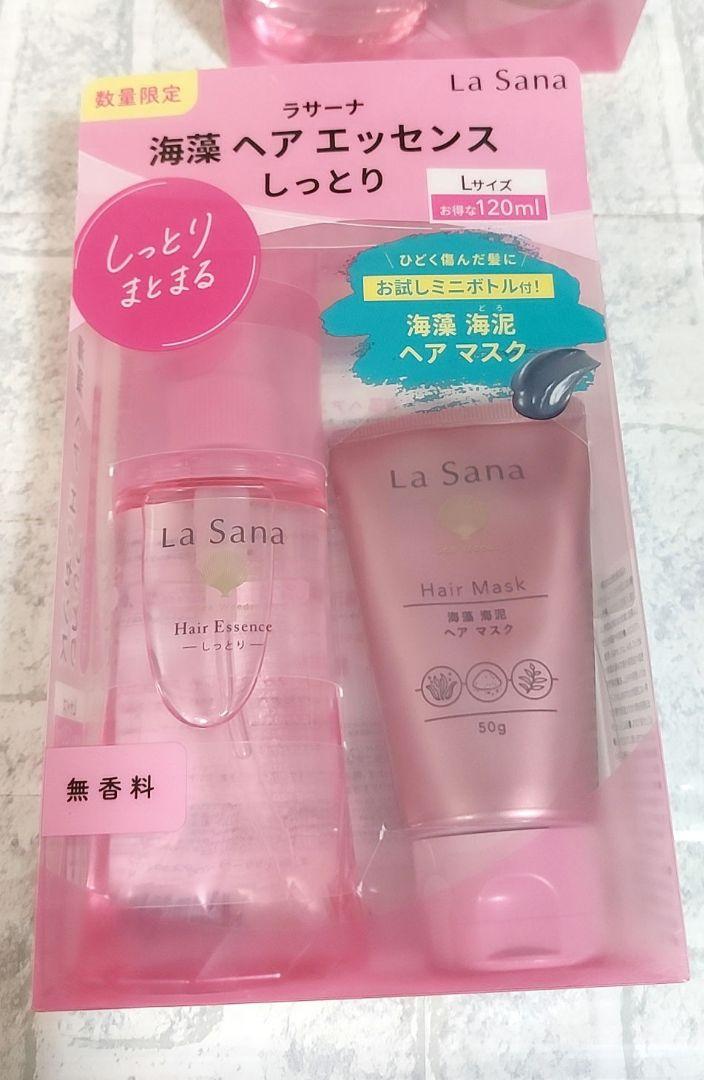 数量限定
La Sana
ラサーナ
海藻 ヘア エッセンス
しっとり
Lサイズ
お得な120ml
しっとり
まとまる
ひどく傷んだ髪に
お試しミニボトル付!
どろ
海藻 海泥
ヘア マスク
La Sana
Hair Essence
しっとり
La Sana
Hair Mask
海藻 海泥
ヘア マスク
50g
無香料